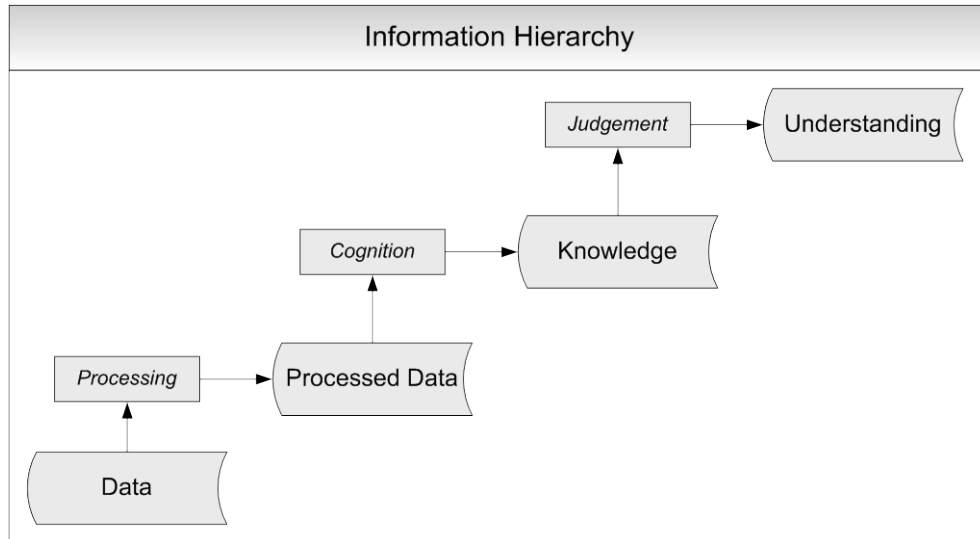 Information Hierarchy
Judgement
Understanding
Cognition
Knowledge
Processing
Processed Data
Data